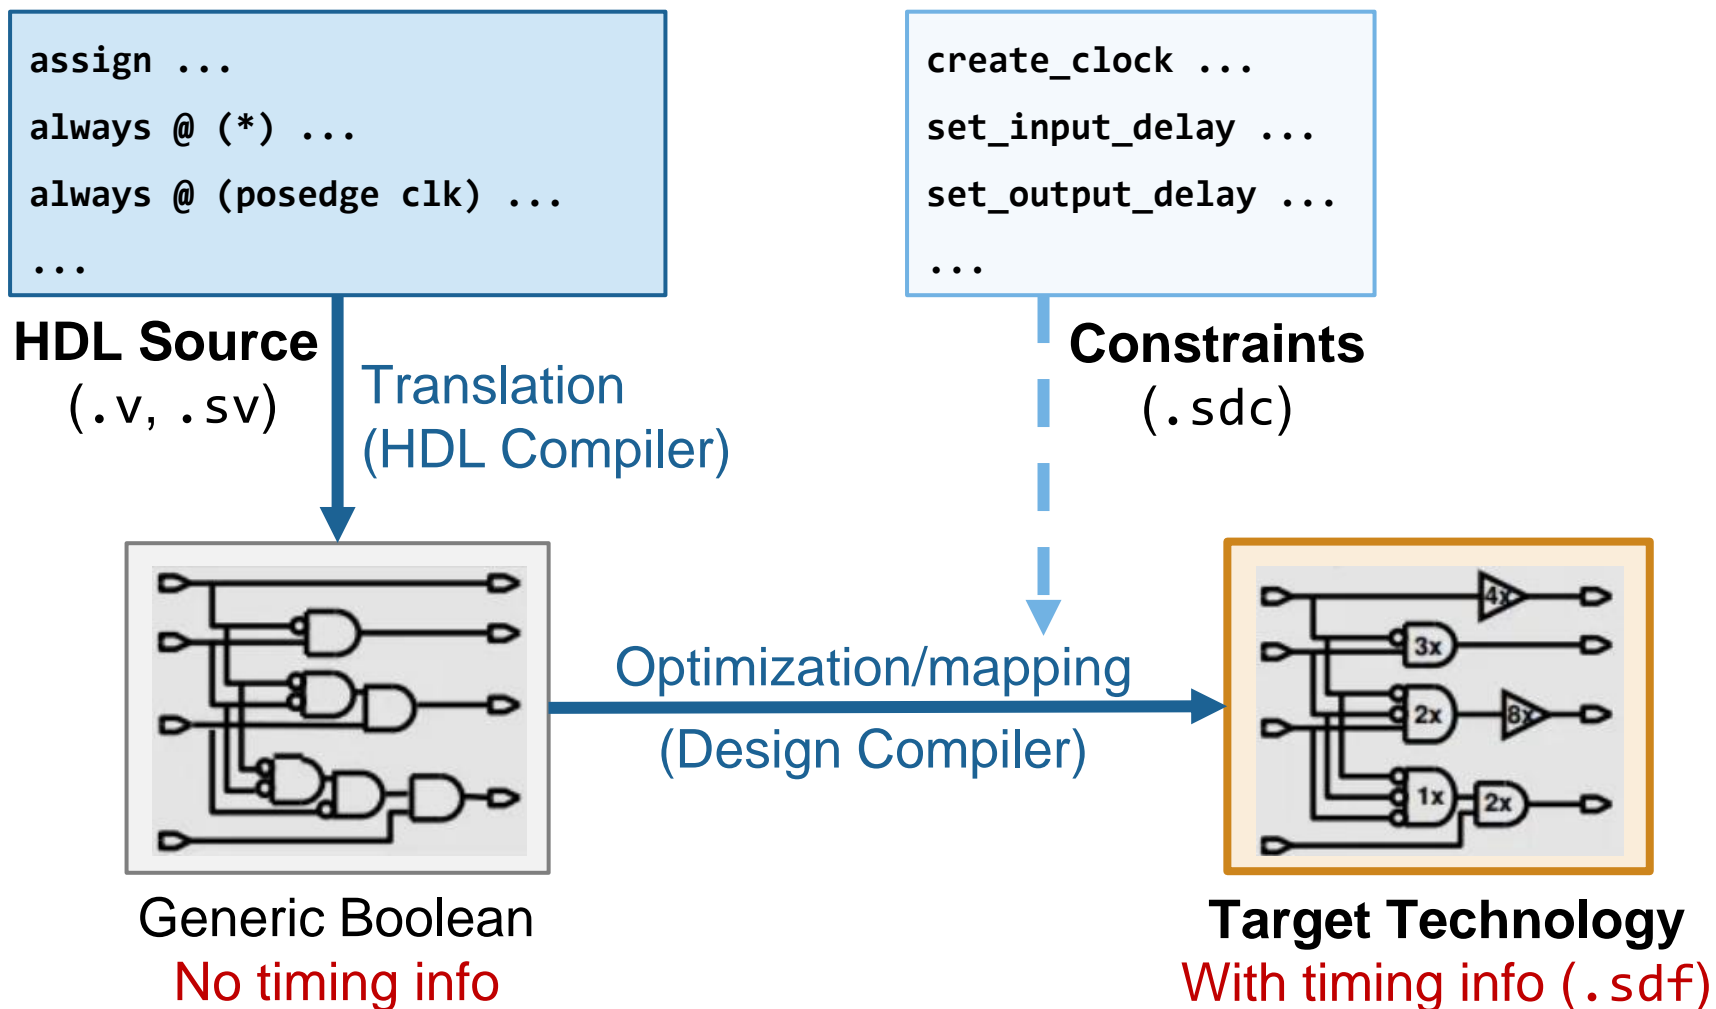 assign ...
always @ (*) ...
always @ (posedge clk) ...
...
HDL Source
(.v, .sv)
Translation
(HDL Compiler)
create_clock ...
set_input_delay ...
set_output_delay ...
...
Constraints
(.sdc)
Optimization/mapping
(Design Compiler)
Generic Boolean
No timing info
4x
3x
2x
8x
1x
2x
Target Technology
With timing info (.sdf)